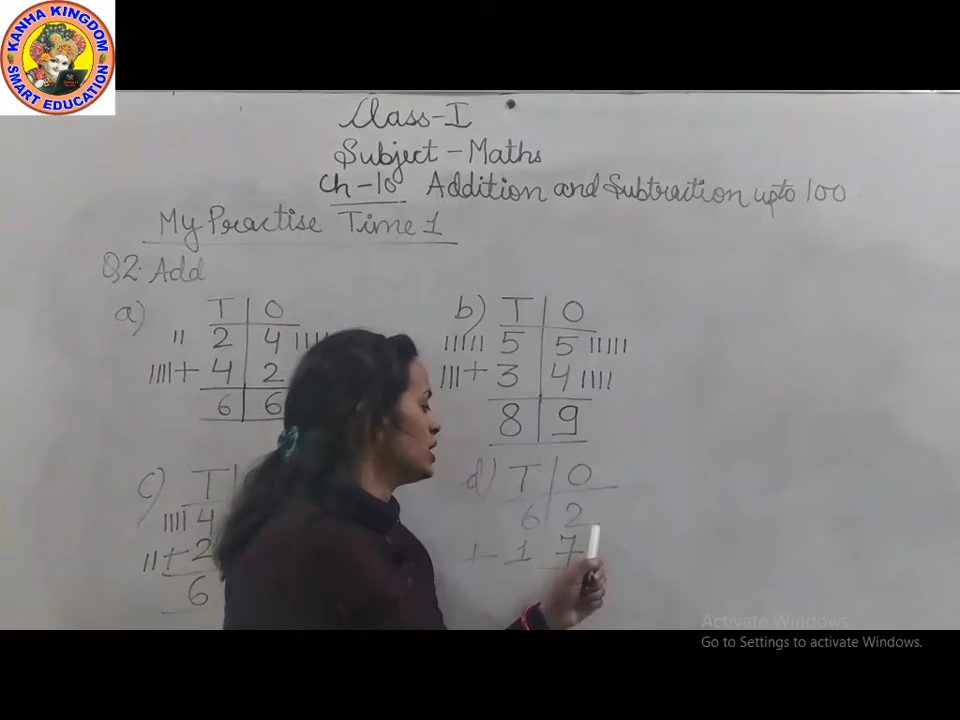 KANHA KINGDOM
SMART EDUCATION
Class-I
Subject - Maths
Ch-10 Addition and Subtraction upto 100
My Practise Time 1
Q2. Add
a) T O
2 4
+ 4 2
6 6
b) T O
5 5
+ 3 4
8 9
c) T
4
+ 2
6
d) T O
6 2
+ 1 7
Activate Windows
Go to Settings to activate Windows.